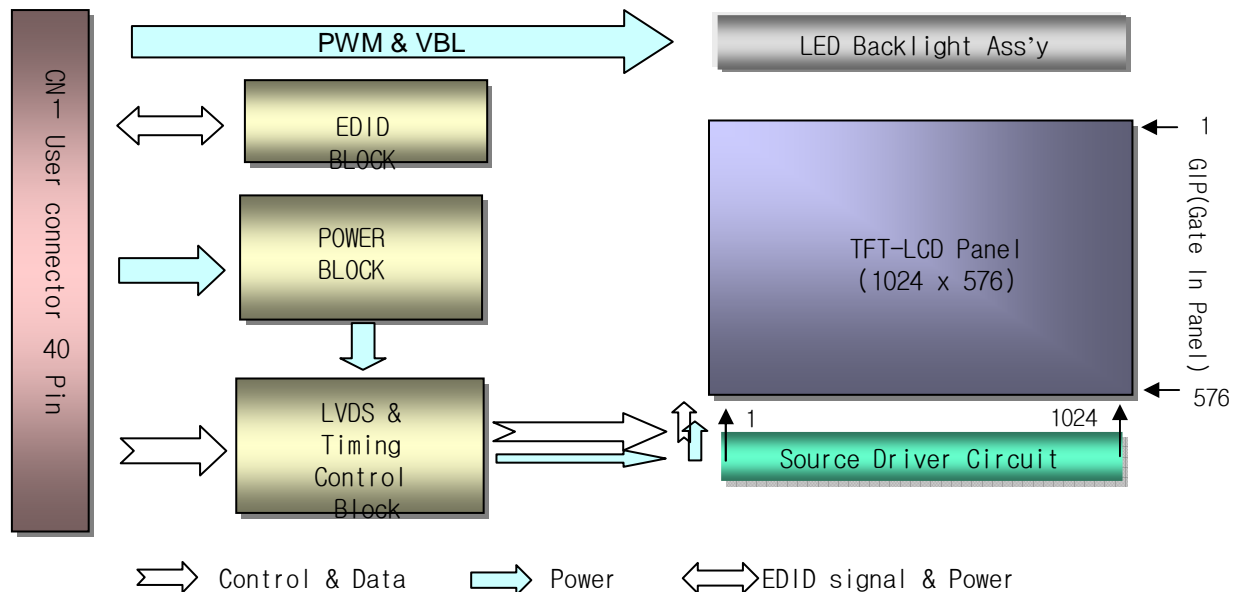 CN1 User connector 40 Pin
PWM & VBL
LED Backlight Ass’y
EDID
BLOCK
POWER
BLOCK
LVDS &
Timing
Control
Block
TFT-LCD Panel
(1024 x 576)
1
GIP(Gate In Panel)
576
1
1024
Source Driver Circuit
Control & Data
Power
EDID signal & Power